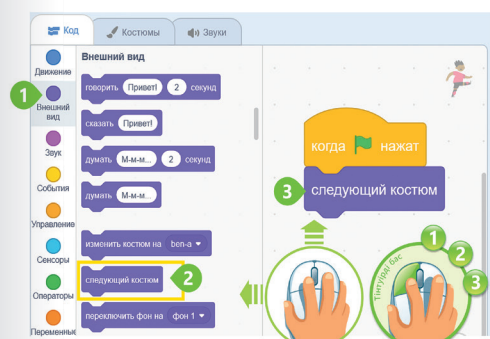 Код
Костюмы
Звуки
Движение
1
Внешний
вид
Звук
События
Управление
Сенсоры
Операторы
Переменные
Внешний вид
говорить Привет! 2 секунд
сказать Привет!
думать М-м-м... 2 секунд
думать М-м-м...
изменить костюм на ben-a
следующий костюм
2
переключить фон на фон 1
когда нажат
3 следующий костюм
Тінтуірді бас
1
2
3